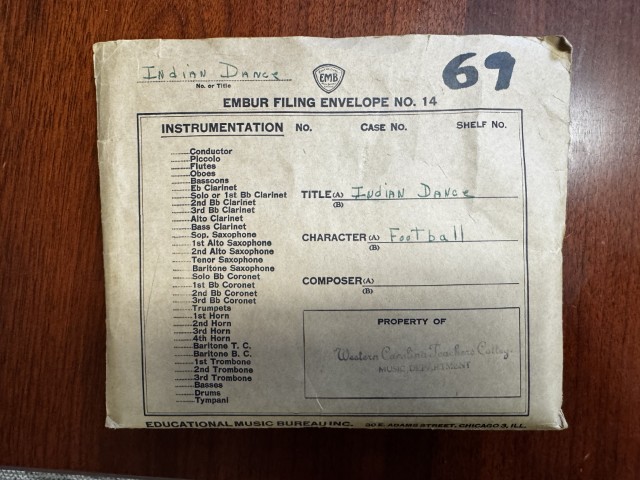 Indian Dance
No. or Title
EMB
69
EMBUR FILING ENVELOPE NO. 14
INSTRUMENTATION NO. CASE No. SHELF No.
Conductor
Piccolo
Flutes
Oboes
Bassoons
Eb Clarinet
Solo or 1st Bb Clarinet
2nd Bb Clarinet
3rd Bb Clarinet
Alto Clarinet
Bass Clarinet
Sop. Saxophone
1st Alto Saxophone
2nd Alto Saxophone
Tenor Saxophone
Baritone Saxophone
Solo Bb Coronet
1st Bb Coronet
2nd Bb Coronet
3rd Bb Coronet
Trumpets
1st Horn
2nd Horn
3rd Horn
4th Horn
Baritone T. C.
Baritone B. C.
1st Trombone
2nd Trombone
3rd Trombone
Basses
Drums
Tympani
TITLE (A) Indian Dance
(B)
CHARACTER (A) Football
(B)
COMPOSER (A)
(B)
PROPERTY OF
Western Carolina Teachers College
MUSIC DEPARTMENT
EDUCATIONAL MUSIC BUREAU INC. 30 E. ADAMS STREET, CHICAGO 3, ILL.